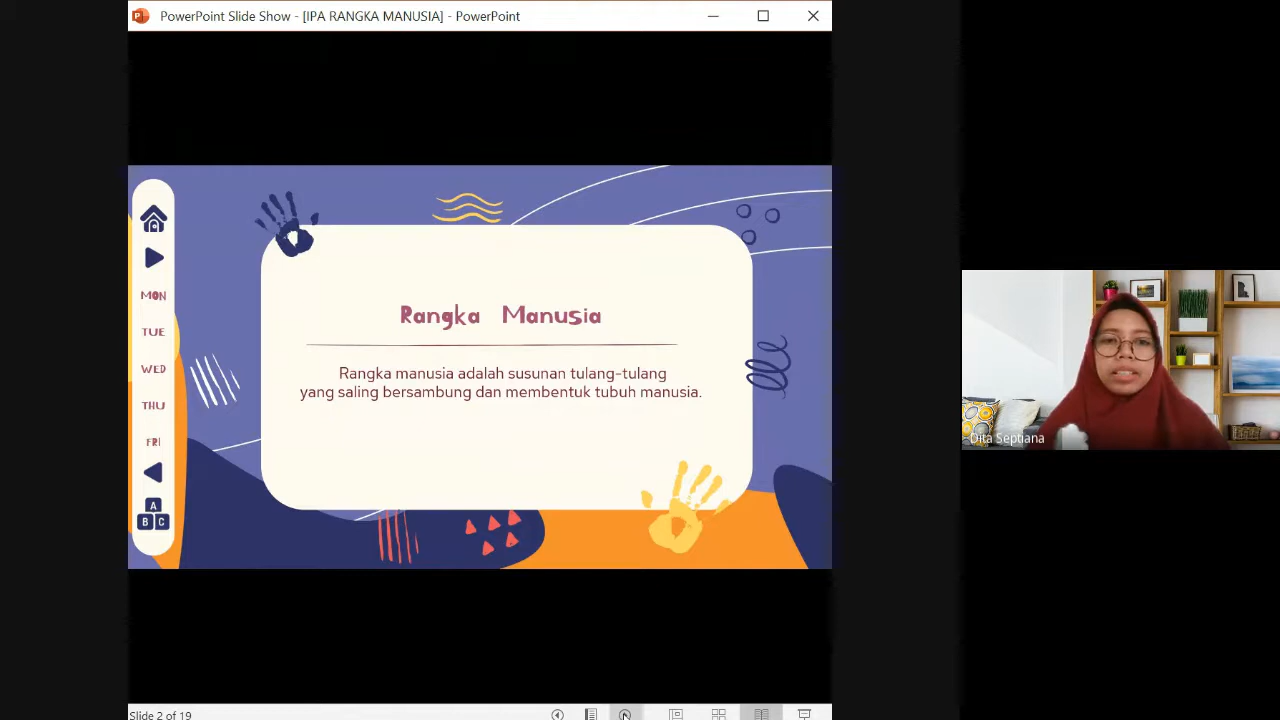 PowerPoint Slide Show - [IPA RANGKA MANUSIA] - PowerPoint
MON
TUE
WED
THU
FRI
A
B C
Rangka Manusia
Rangka manusia adalah susunan tulang-tulang
yang saling bersambung dan membentuk tubuh manusia.
Dita Septiana
Slide 2 of 19